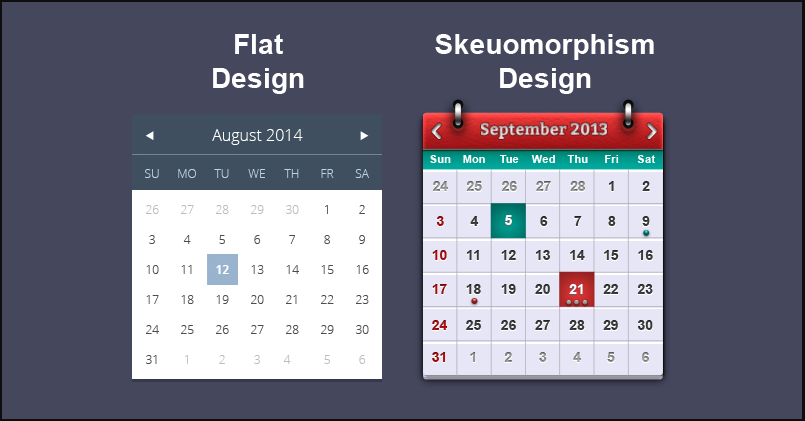 Flat
Design
August 2014
SU MO TU WE TH FR SA
26 27 28 29 30 1 2
3 4 5 6 7 8 9
10 11 12 13 14 15 16
17 18 19 20 21 22 23
24 25 26 27 28 29 30
31 1 2 3 4 5 6
Skeuomorphism
Design
September 2013
Sun Mon Tue Wed Thu Fri Sat
24 25 26 27 28 1 2
3 4 5 6 7 8 9
10 11 12 13 14 15 16
17 18 19 20 21 22 23
24 25 26 27 28 29 30
31 1 2 3 4 5 6